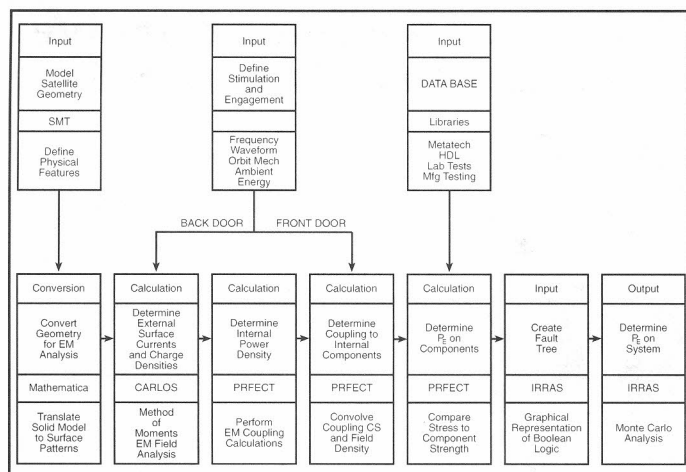 Input
Model
Satellite
Geometry
SMT
Define
Physical
Features
Input
Define
Stimulation
and
Engagement
Frequency
Waveform
Orbit Mech
Ambient
Energy
Input
DATA BASE
Libraries
Metatech
HDL
Lab Tests
Mfg Testing
BACK DOOR
FRONT DOOR
Conversion
Convert
Geometry
for EM
Analysis
Mathematica
Translate
Solid Model
to Surface
Patterns
Calculation
Determine
External
Surface
Currents
and Charge
Densities
CARLOS
Method of
Moments
EM Field
Analysis
Calculation
Determine
Internal
Power
Density
PRFECT
Perform
EM Coupling
Calculations
Calculation
Determine
Coupling to
Internal
Components
PRFECT
Convolve
Coupling CS
and Field
Density
Calculation
Determine
PE on
Components
PRFECT
Compare
Stress to
Component
Strength
Input
Create
Fault
Tree
IRRAS
Graphical
Representation
of Boolean
Logic
Output
Determine
PE on
System
IRRAS
Monte Carlo
Analysis